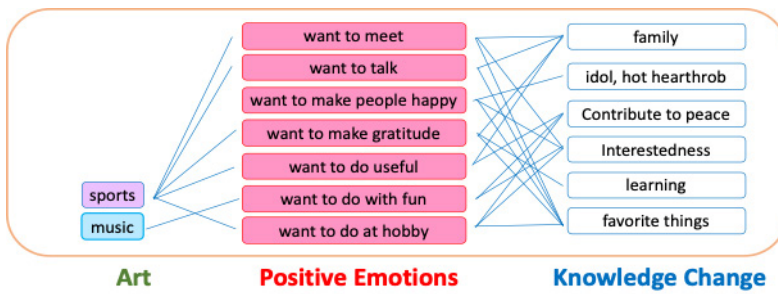 want to meet
want to talk
want to make people happy
want to make gratitude
want to do useful
want to do with fun
want to do at hobby
sports
music
family
idol, hot hearthrob
Contribute to peace
Interestedness
learning
favorite things
Art
Positive Emotions
Knowledge Change